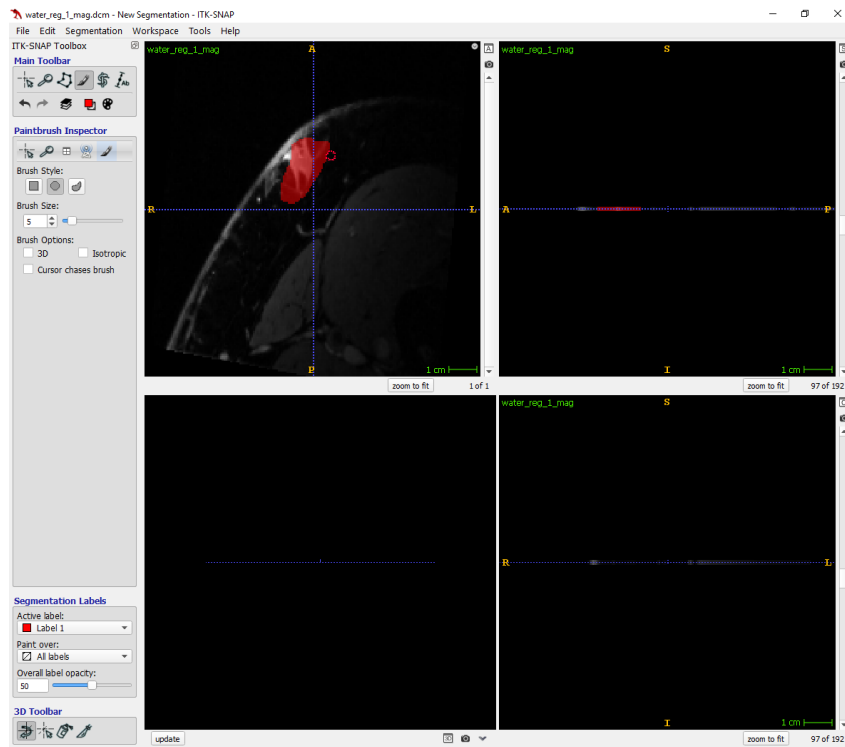 water_reg_1_mag.dcm - New Segmentation - ITK-SNAP
File Edit Segmentation Workspace Tools Help
ITK-SNAP Toolbox
Main Toolbar
Ab
Paintbrush Inspector
Brush Style:
Brush Size:
5
Brush Options:
3D Isotropic
Cursor chases brush
Segmentation Labels
Active label:
Label 1
Paint over:
All labels
Overall label opacity:
50
3D Toolbar
water_reg_1_mag
A
A
R
L
P
1 cm
zoom to fit
1 of 1
water_reg_1_mag
S
A
P
I
1 cm
zoom to fit
97 of 192
update
3D
water_reg_1_mag
S
R
L
I
1 cm
zoom to fit
97 of 192